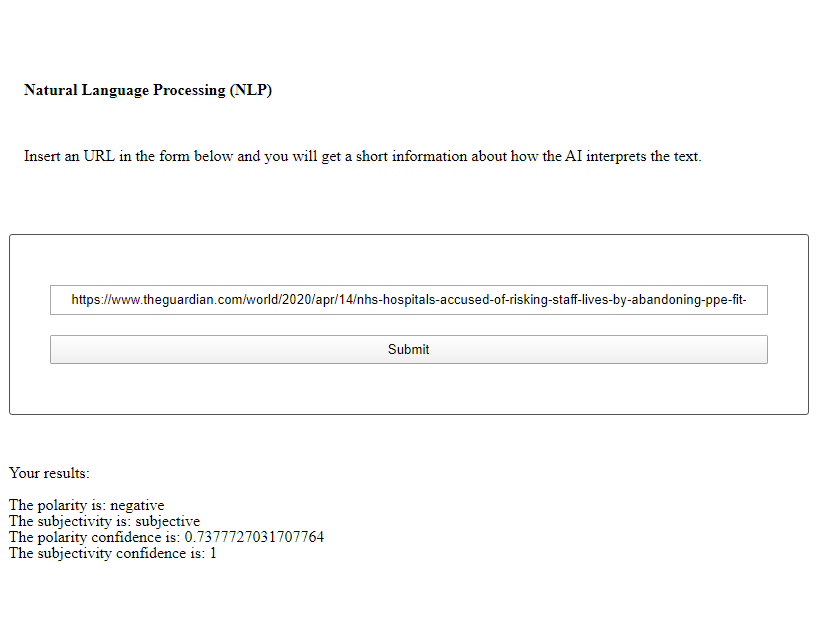 Natural Language Processing (NLP)
Insert an URL in the form below and you will get a short information about how the AI interprets the text.
https://www.theguardian.com/world/2020/apr/14/nhs-hospitals-accused-of-risking-staff-lives-by-abandoning-ppe-fit-
Submit
Your results:
The polarity is: negative
The subjectivity is: subjective
The polarity confidence is: 0.7377727031707764
The subjectivity confidence is: 1